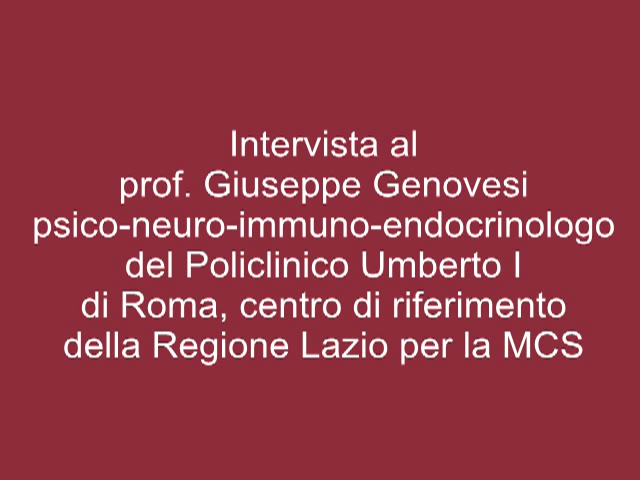 Intervista al
prof. Giuseppe Genovesi
psico-neuro-immuno-endocrinologo
del Policlinico Umberto I
di Roma, centro di riferimento
della Regione Lazio per la MCS